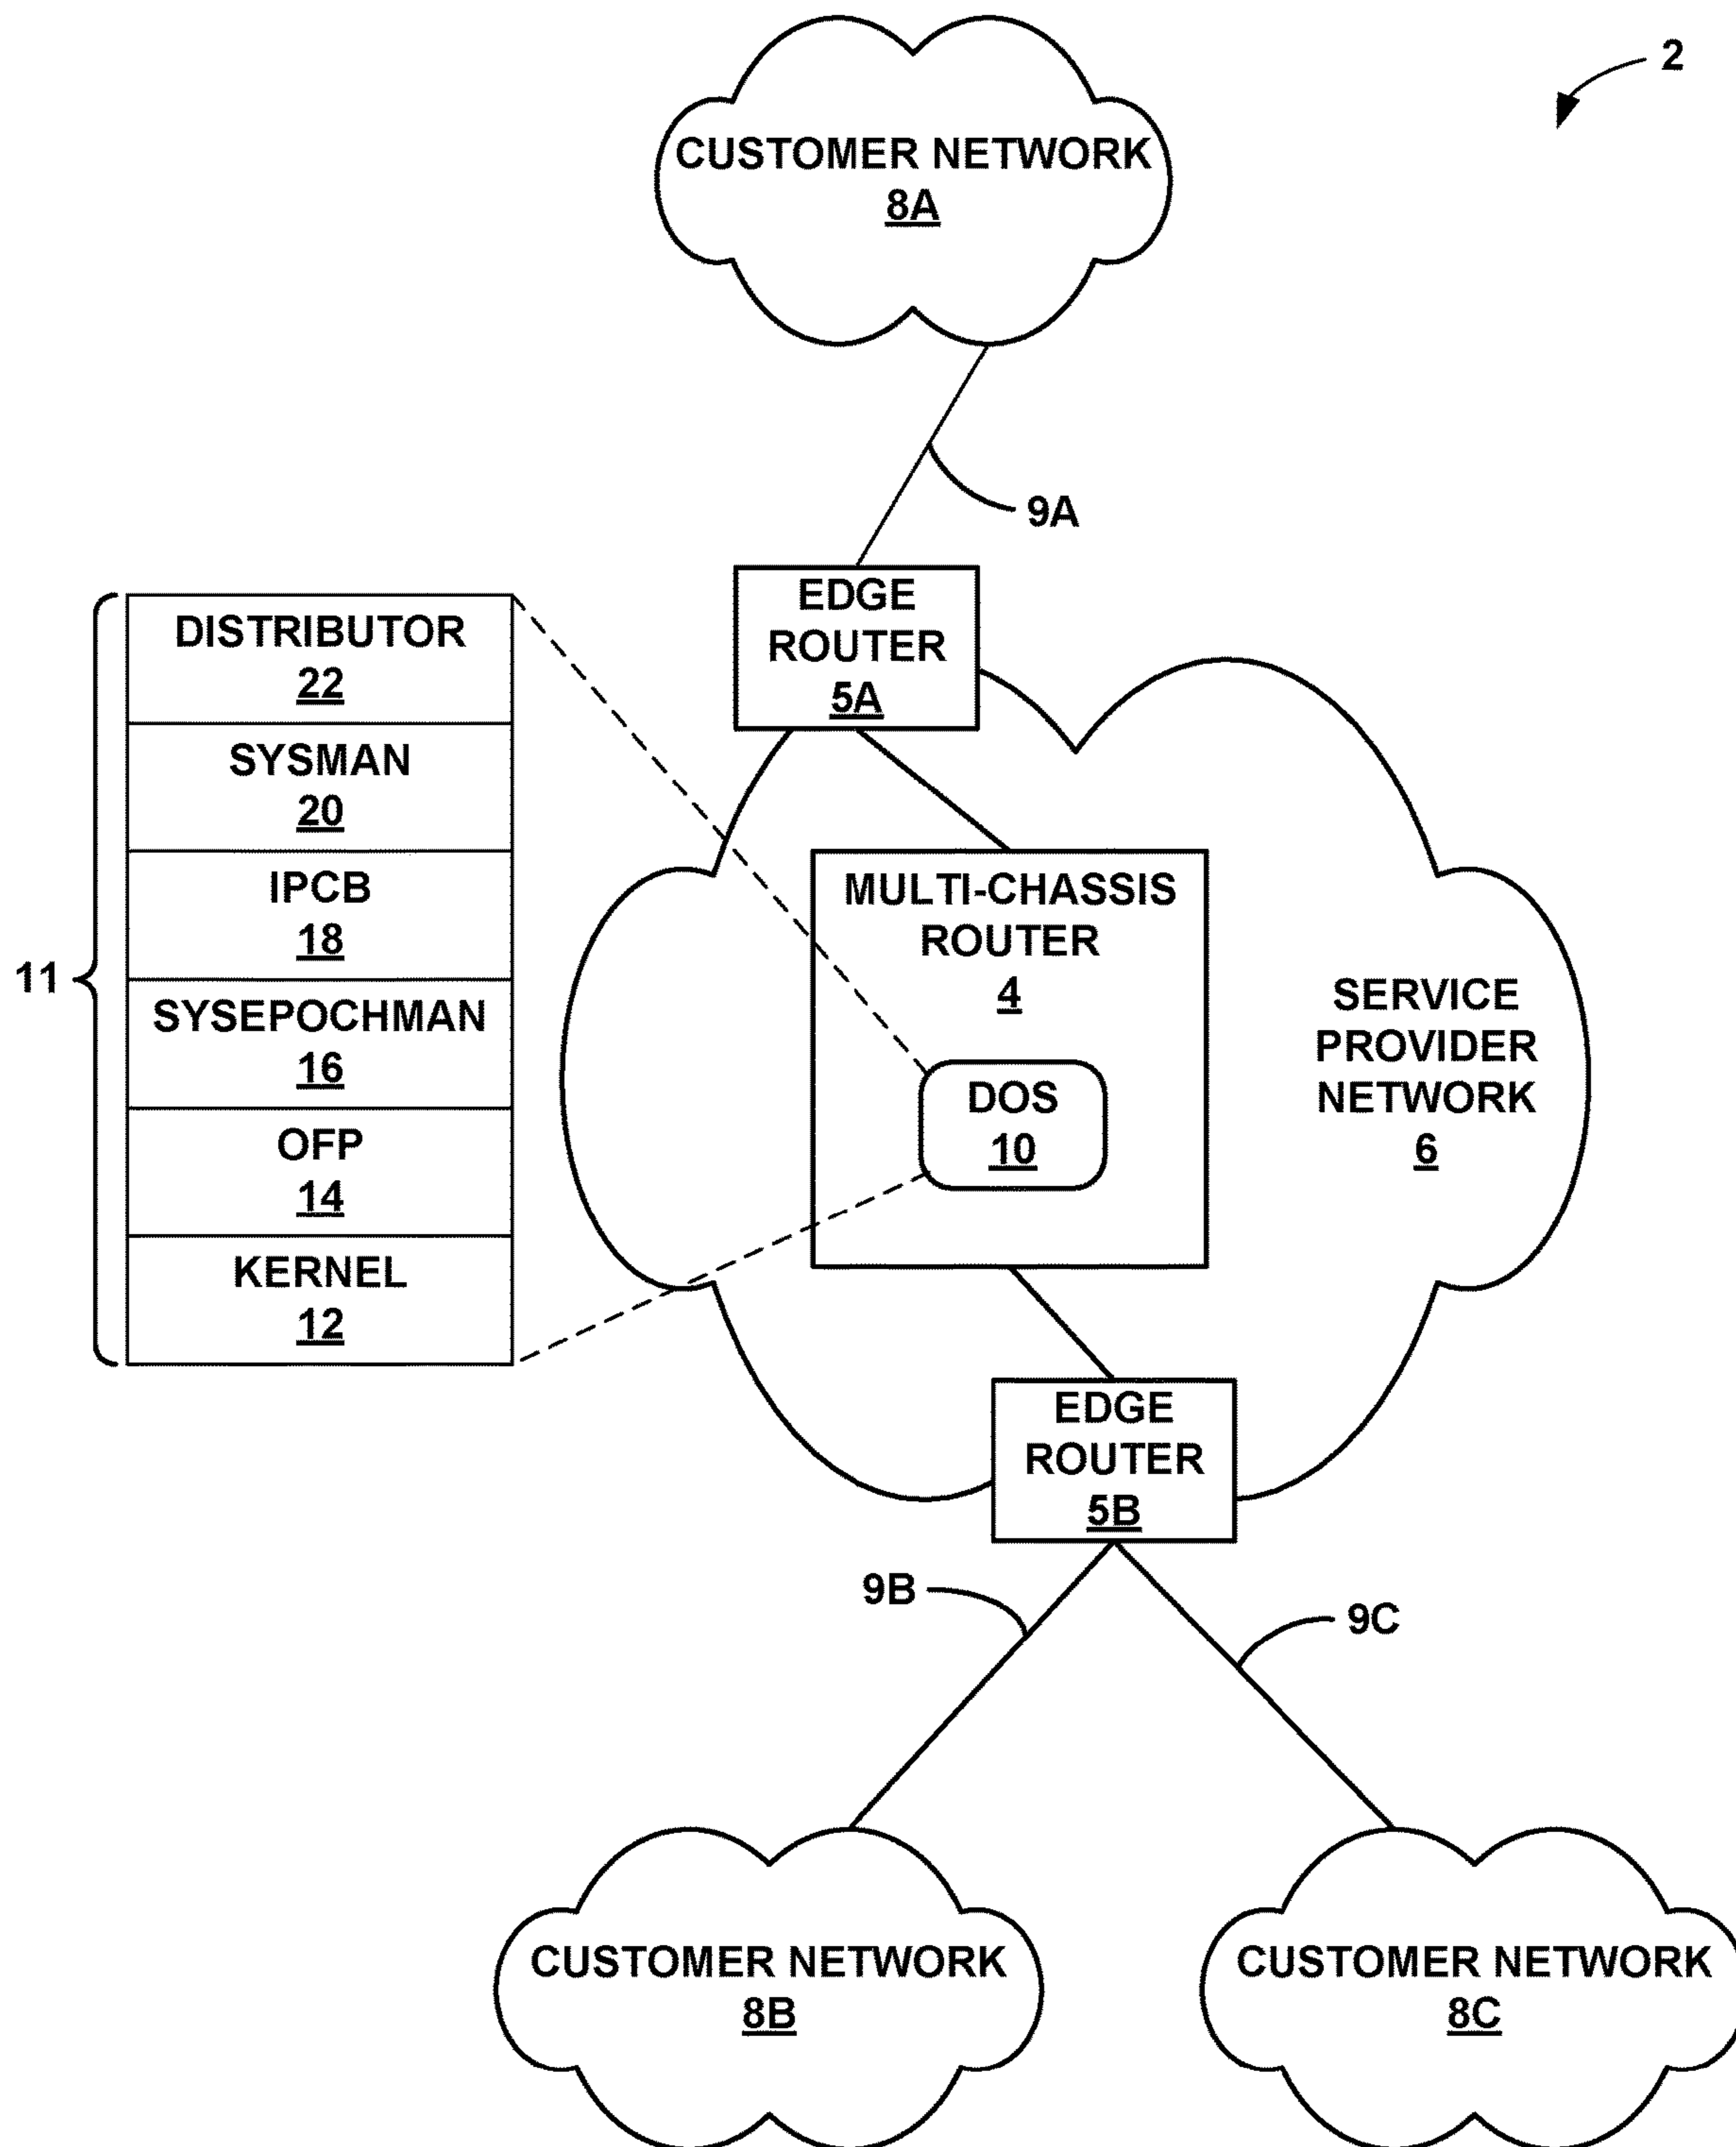 2
CUSTOMER NETWORK
8A
9A
EDGE
ROUTER
5A
DISTRIBUTOR
22
SYSMAN
20
IPCB
18
SYSEPOCHMAN
16
OFP
14
KERNEL
12
11
MULTI-CHASSIS
ROUTER
4
DOS
10
SERVICE
PROVIDER
NETWORK
6
EDGE
ROUTER
5B
9B
9C
CUSTOMER NETWORK
8B
CUSTOMER NETWORK
8C